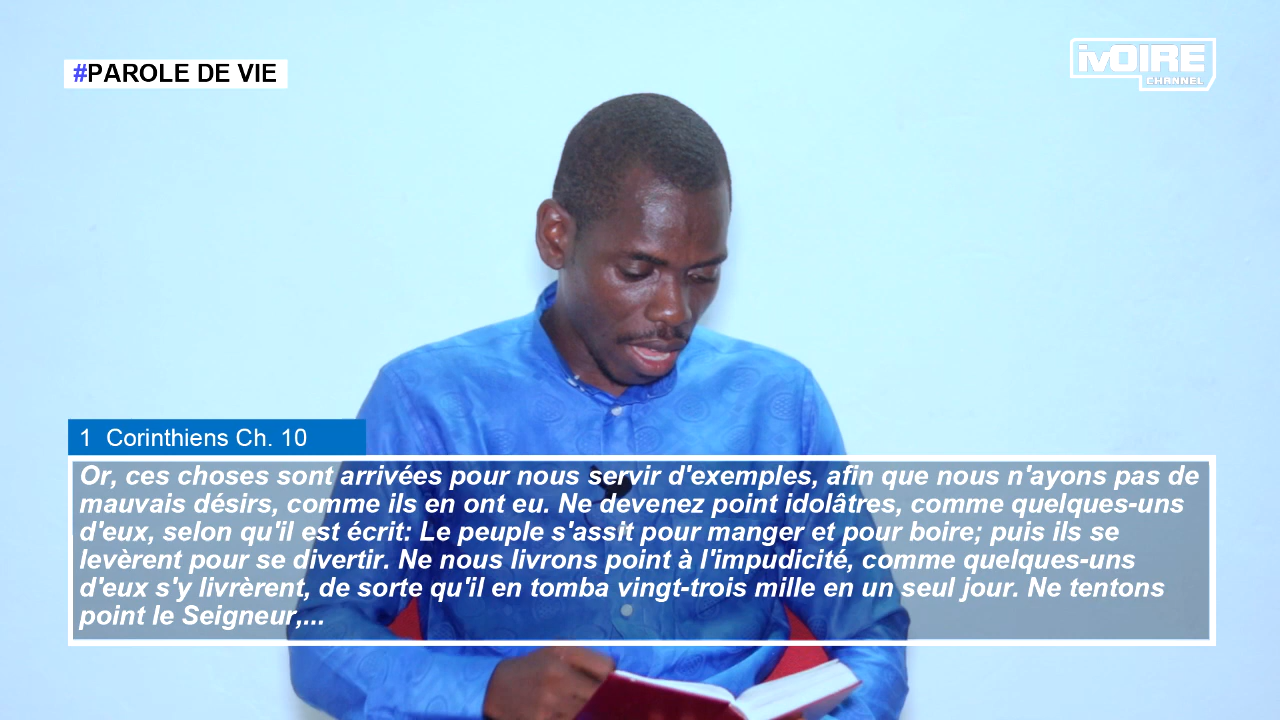 #PAROLE DE VIE
iVOIRE
CHANNEL
1 Corinthiens Ch. 10
Or, ces choses sont arrivées pour nous servir d'exemples, afin que nous n'ayons pas de
mauvais désirs, comme ils en ont eu. Ne devenez point idolâtres, comme quelques-uns
d'eux, selon qu'il est écrit: Le peuple s'assit pour manger et pour boire; puis ils se
levèrent pour se divertir. Ne nous livrons point à l'impudicité, comme quelques-uns
d'eux s'y livrèrent, de sorte qu'il en tomba vingt-trois mille en un seul jour. Ne tentons
point le Seigneur,...